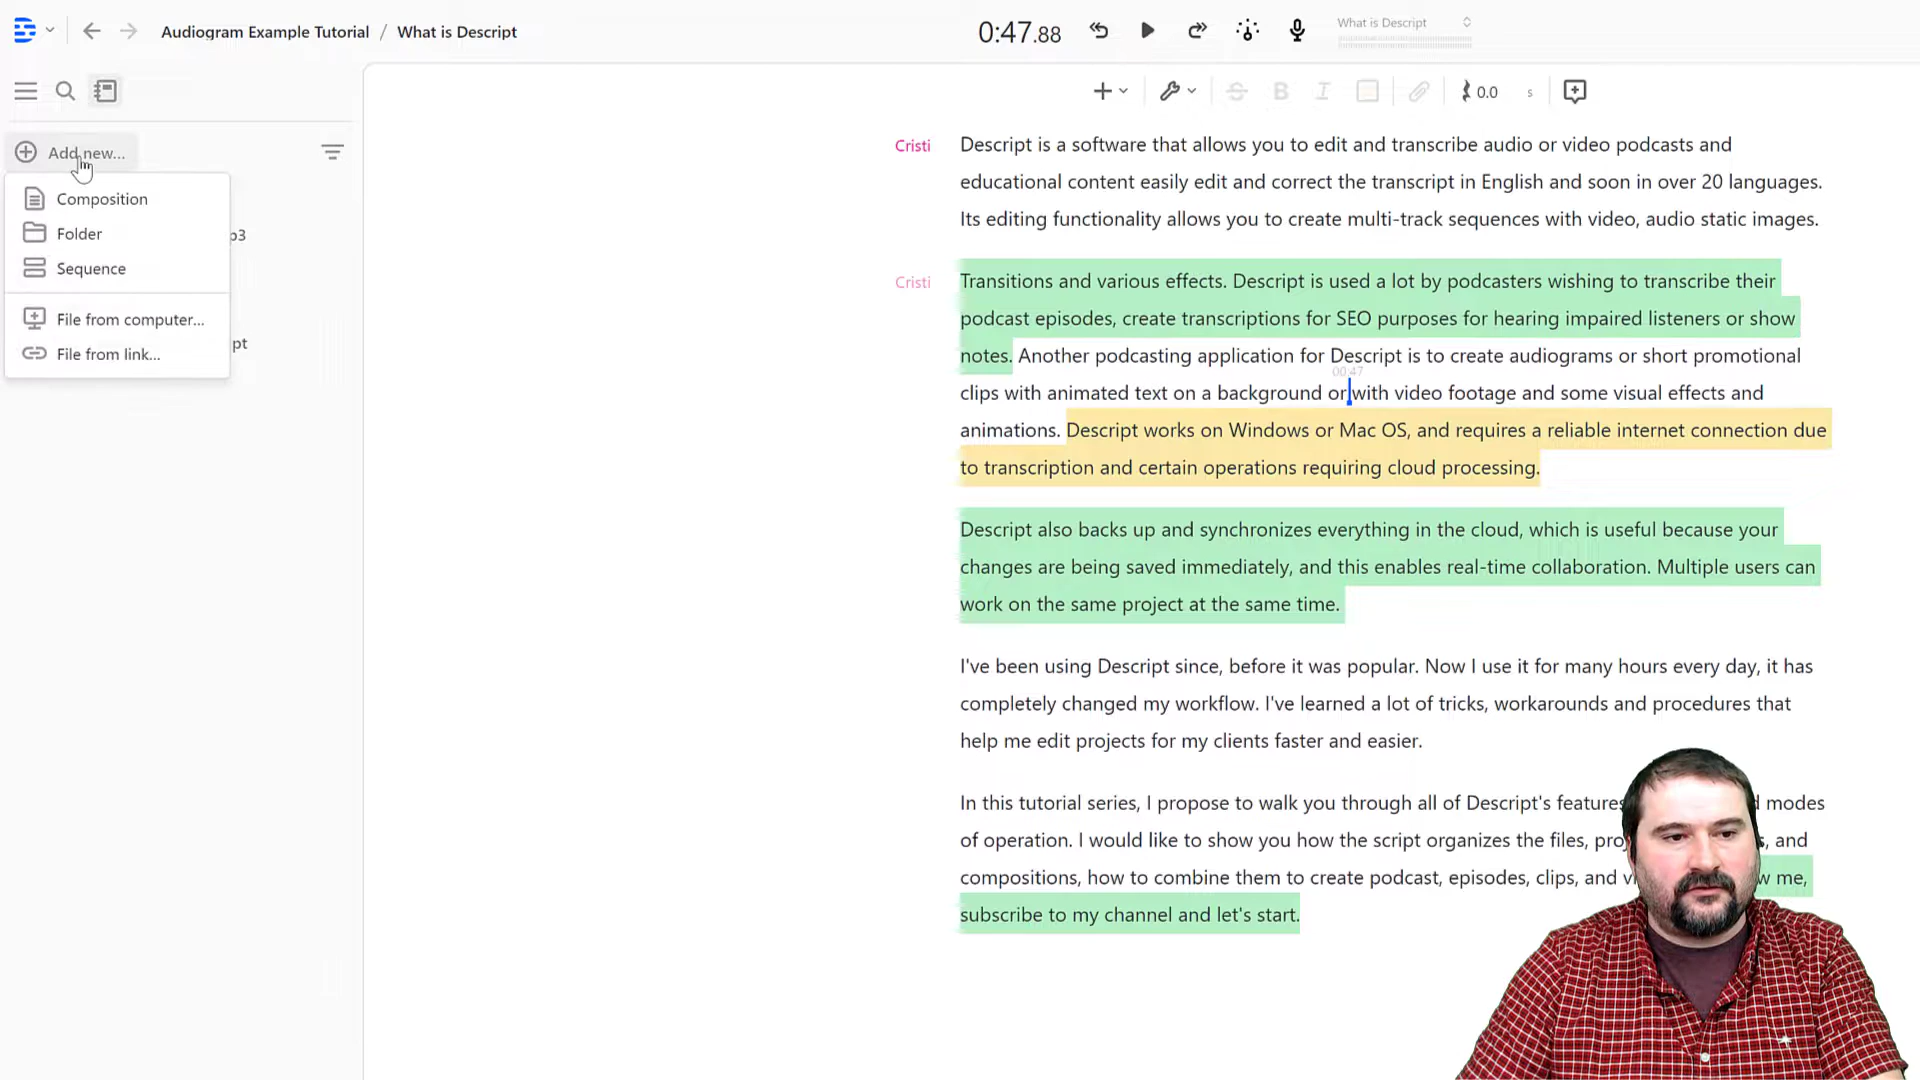 Audiogram Example Tutorial / What is Descript
0:47.88
What is Descript
0.0 s
Add new...
Composition
Folder
Sequence
File from computer...
File from link...
p3
pt
Cristi
Descript is a software that allows you to edit and transcribe audio or video podcasts and
educational content easily edit and correct the transcript in English and soon in over 20 languages.
Its editing functionality allows you to create multi-track sequences with video, audio static images.
Cristi
Transitions and various effects. Descript is used a lot by podcasters wishing to transcribe their
podcast episodes, create transcriptions for SEO purposes for hearing impaired listeners or show
notes. Another podcasting application for Descript is to create audiograms or short promotional
00:47
clips with animated text on a background or with video footage and some visual effects and
animations. Descript works on Windows or Mac OS, and requires a reliable internet connection due
to transcription and certain operations requiring cloud processing.
Descript also backs up and synchronizes everything in the cloud, which is useful because your
changes are being saved immediately, and this enables real-time collaboration. Multiple users can
work on the same project at the same time.
I've been using Descript since, before it was popular. Now I use it for many hours every day, it has
completely changed my workflow. I've learned a lot of tricks, workarounds and procedures that
help me edit projects for my clients faster and easier.
In this tutorial series, I propose to walk you through all of Descript's features modes
of operation. I would like to show you how the script organizes the files, and
compositions, how to combine them to create podcast, episodes, clips, and me,
subscribe to my channel and let's start.